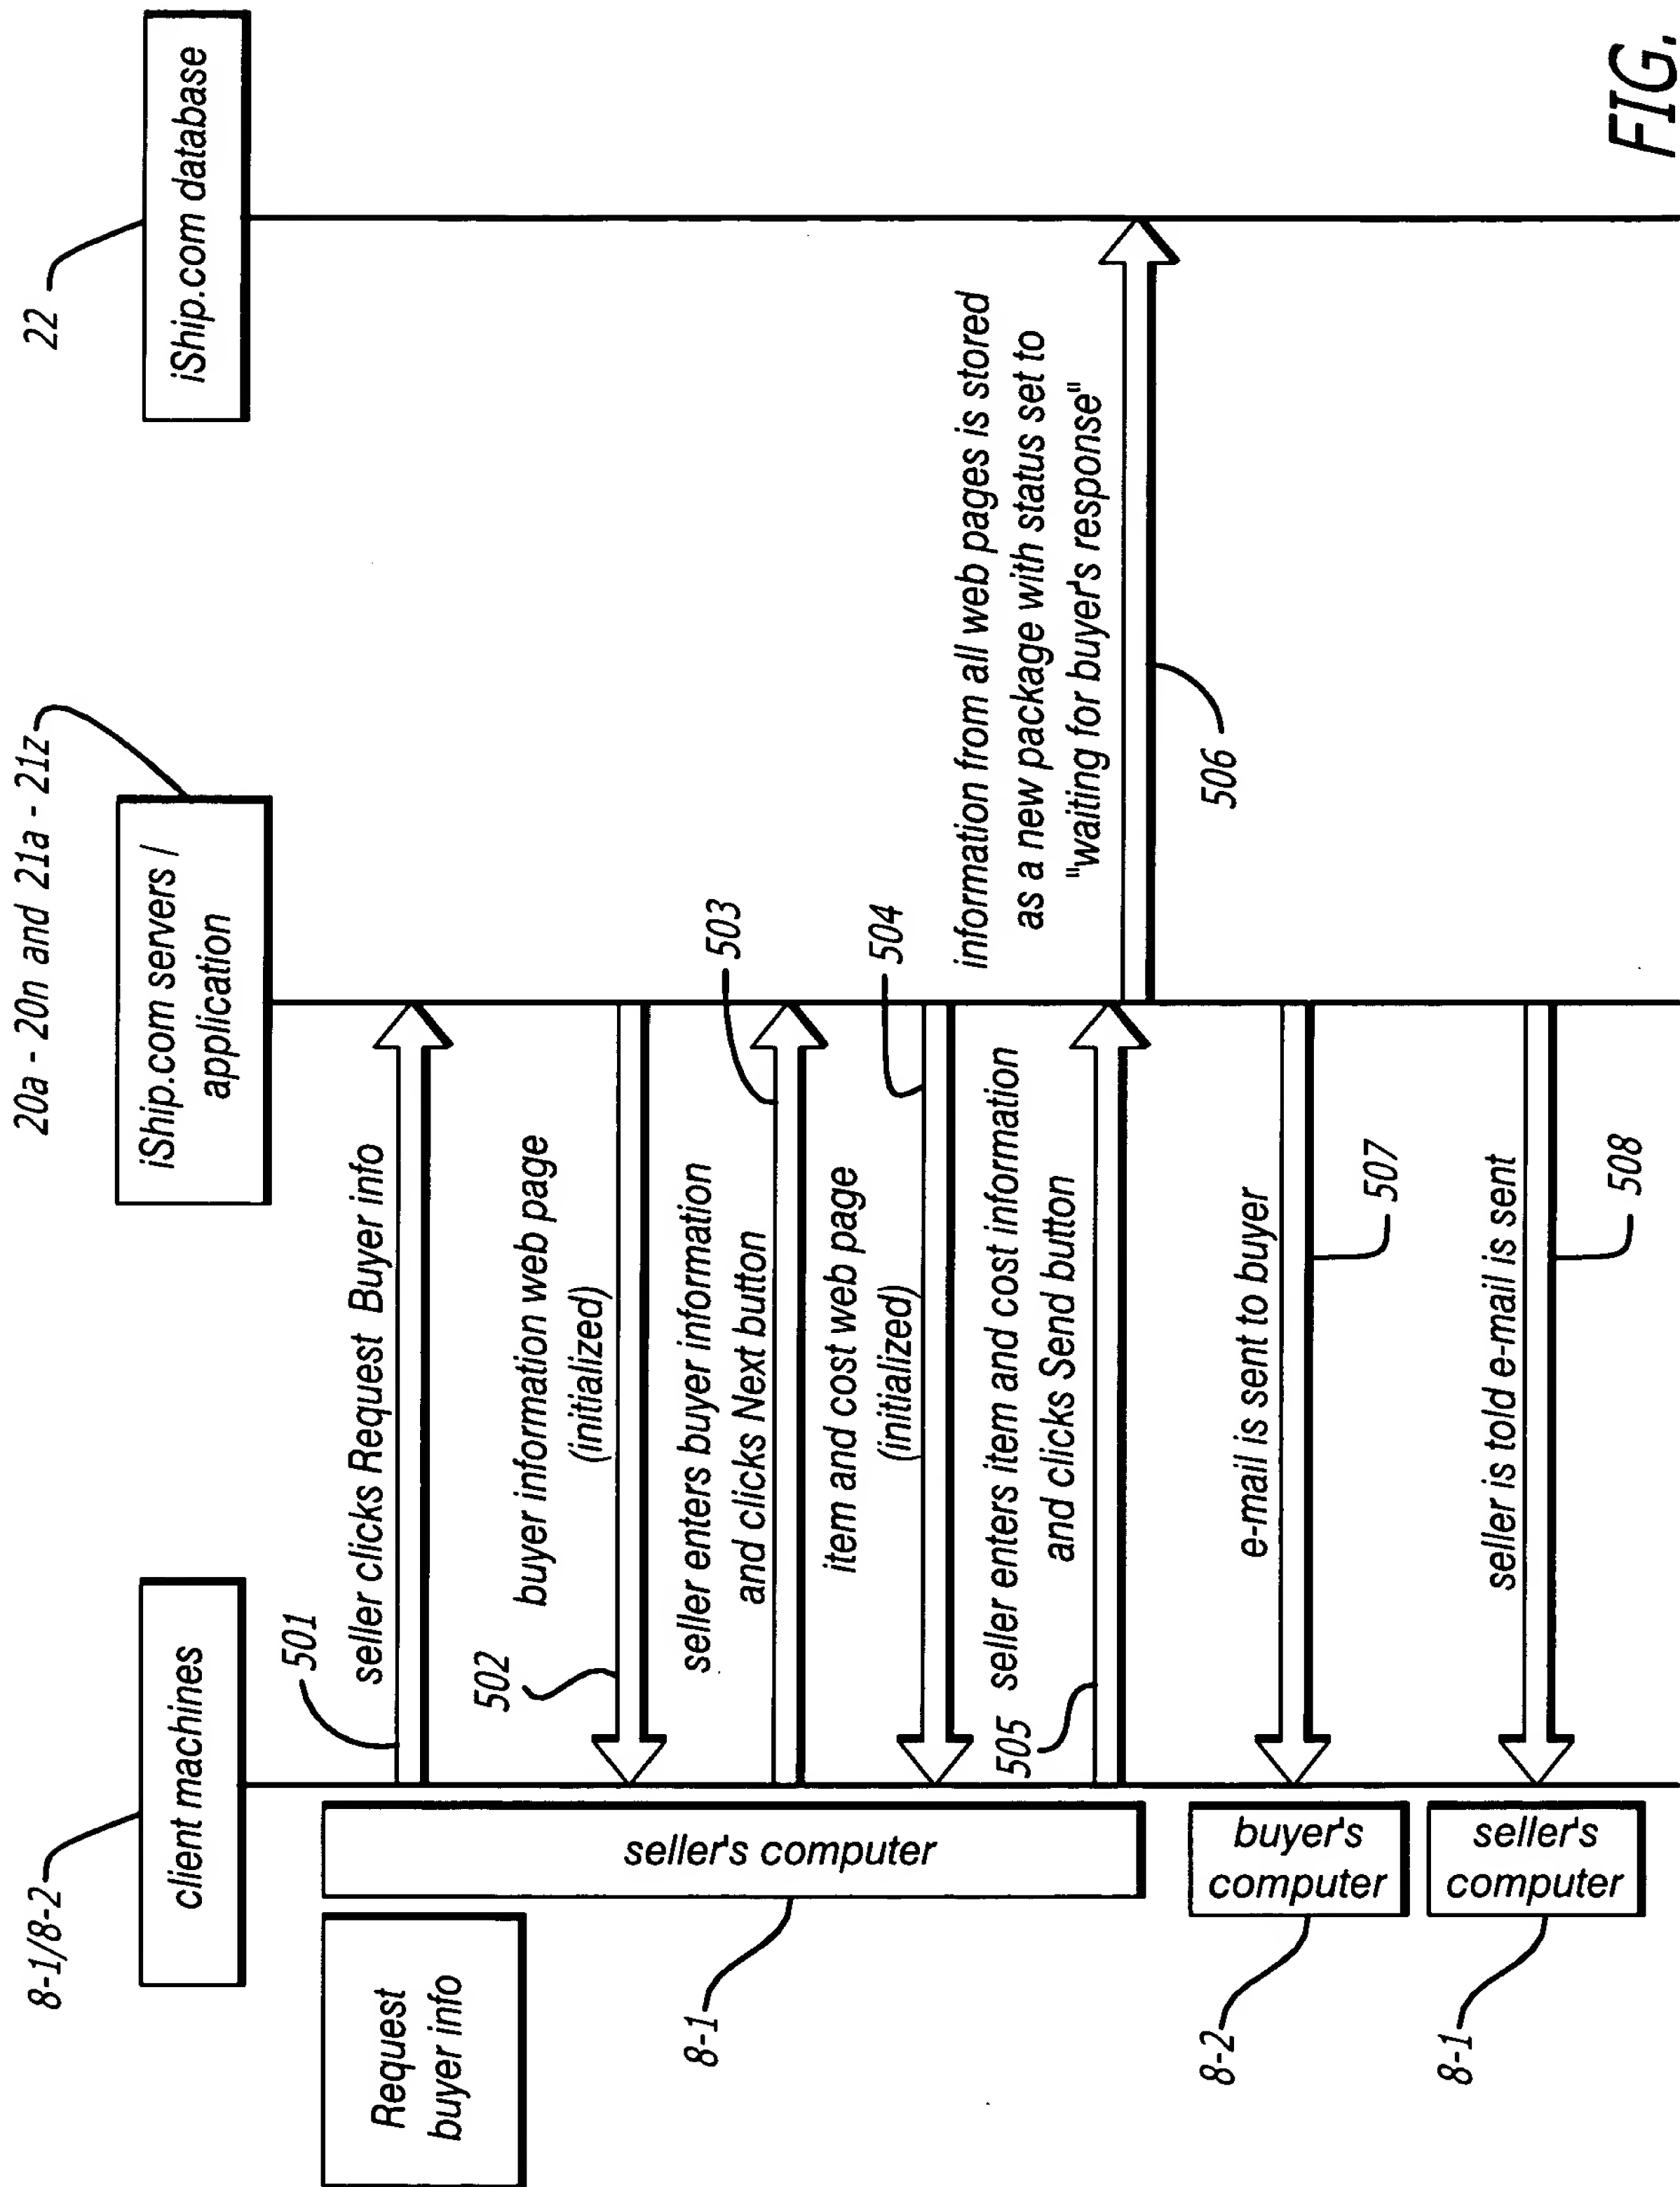 8-1/8-2
20a - 20n and 21a - 21z
22
client machines
iShip.com servers /
application
iShip.com database
Request
buyer info
seller's computer
8-1
501
seller clicks Request Buyer info
502
buyer information web page
(initialized)
seller enters buyer information
and clicks Next button
503
item and cost web page
(initialized)
504
505
seller enters item and cost information
and clicks Send button
information from all web pages is stored
as a new package with status set to
"waiting for buyer's response"
506
buyer's
computer
8-2
e-mail is sent to buyer
507
seller's
computer
8-1
seller is told e-mail is sent
508
FIG.